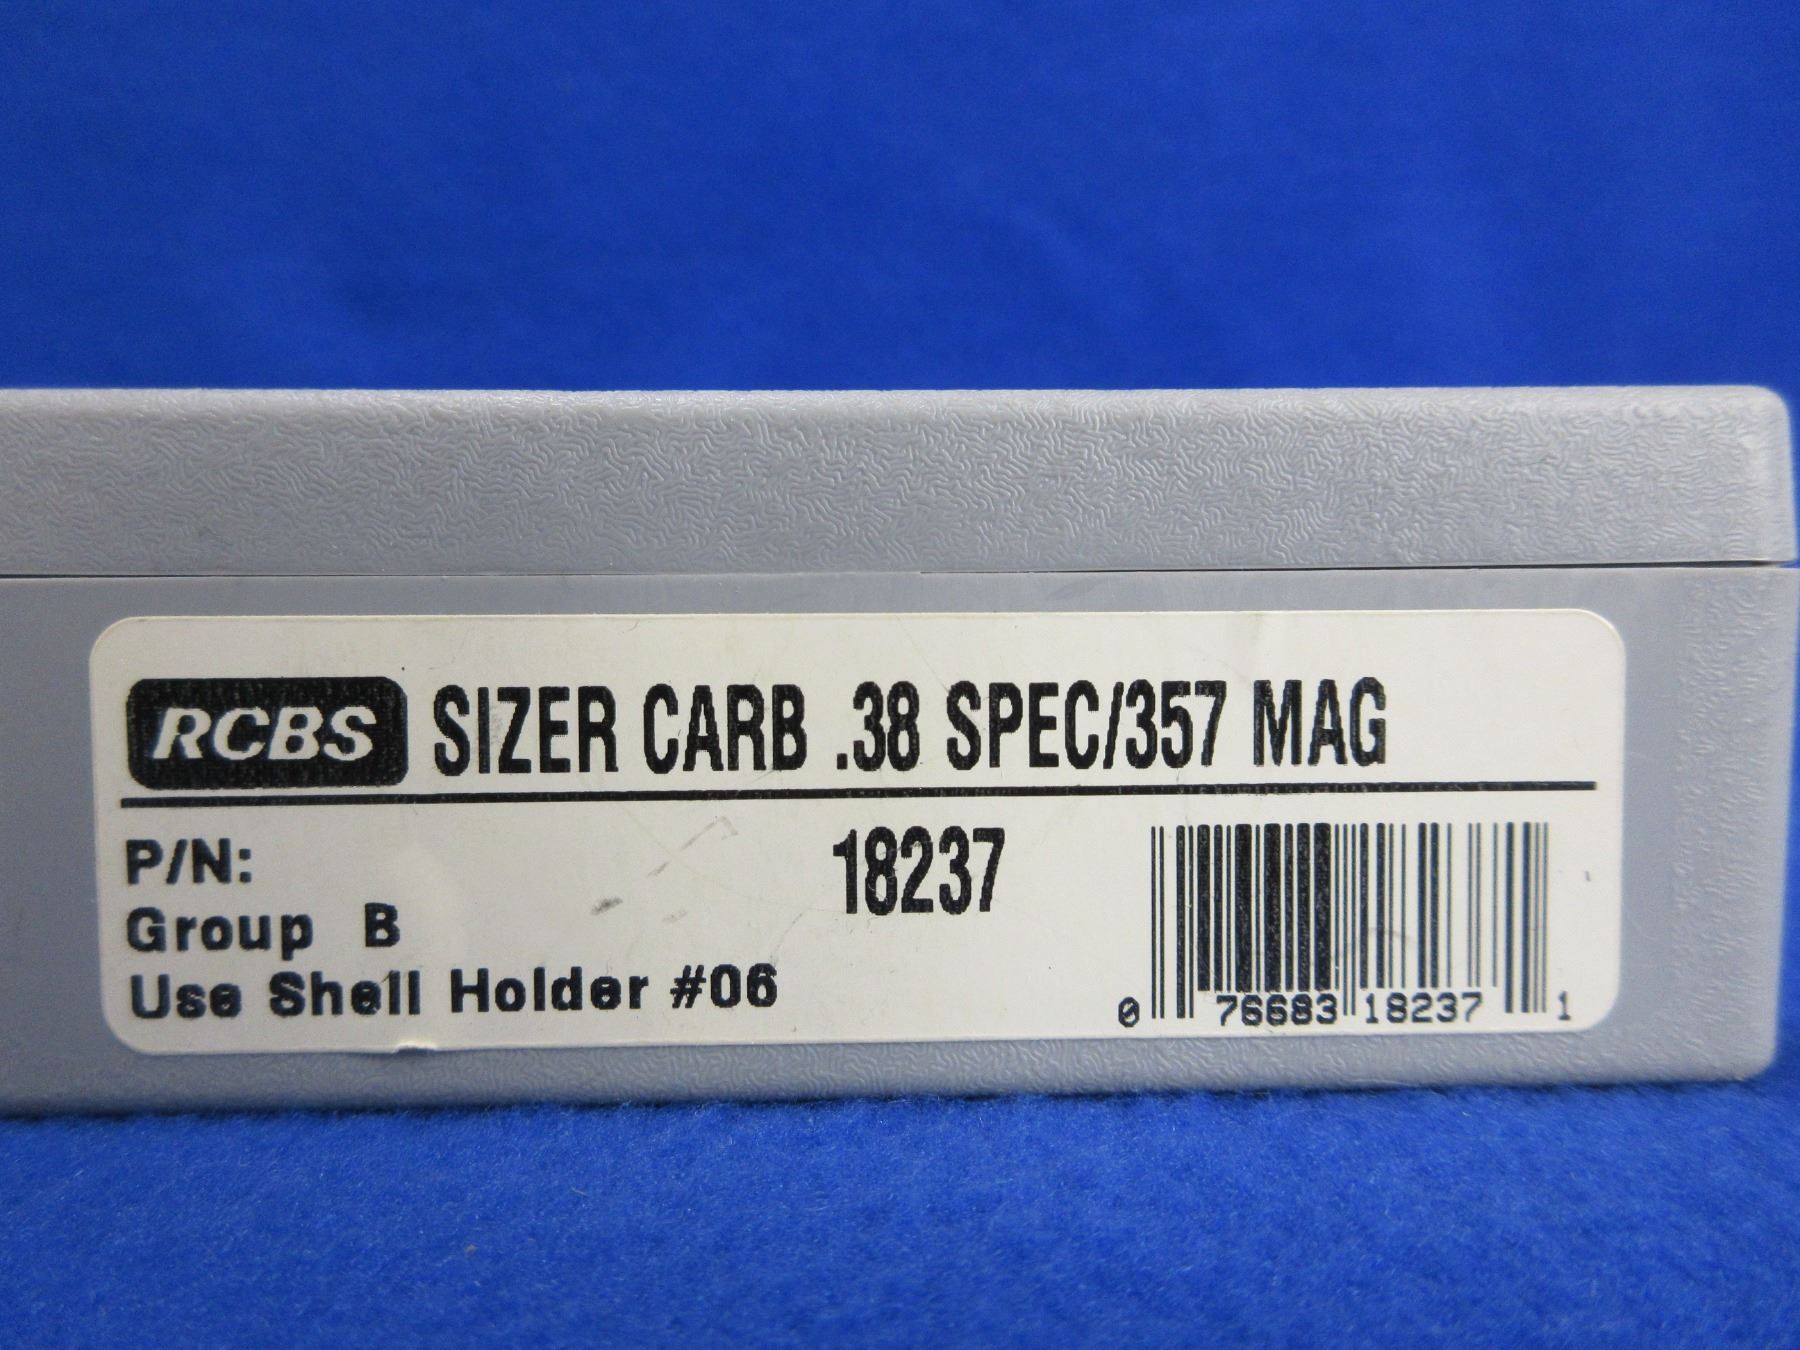 RCBS SIZER CARB .38 SPEC/357 MAG
P/N: 18237
Group B
Use Shell Holder #06
0 76683 18237 1